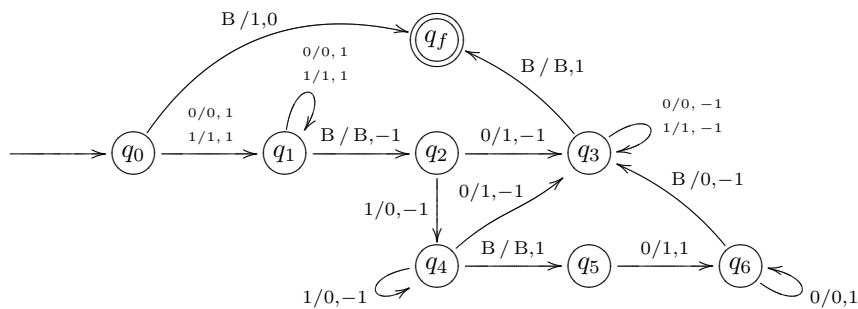 B / 1,0
q_f
0/0, 1
1/1, 1
B / B,1
0/0, 1
1/1, 1
0/0, −1
1/1, −1
q_0
q_1
B / B,−1
q_2
0/1,−1
q_3
1/0,−1
0/1,−1
B /0,−1
q_4
B / B,1
q_5
0/1,1
q_6
1/0,−1
0/0,1